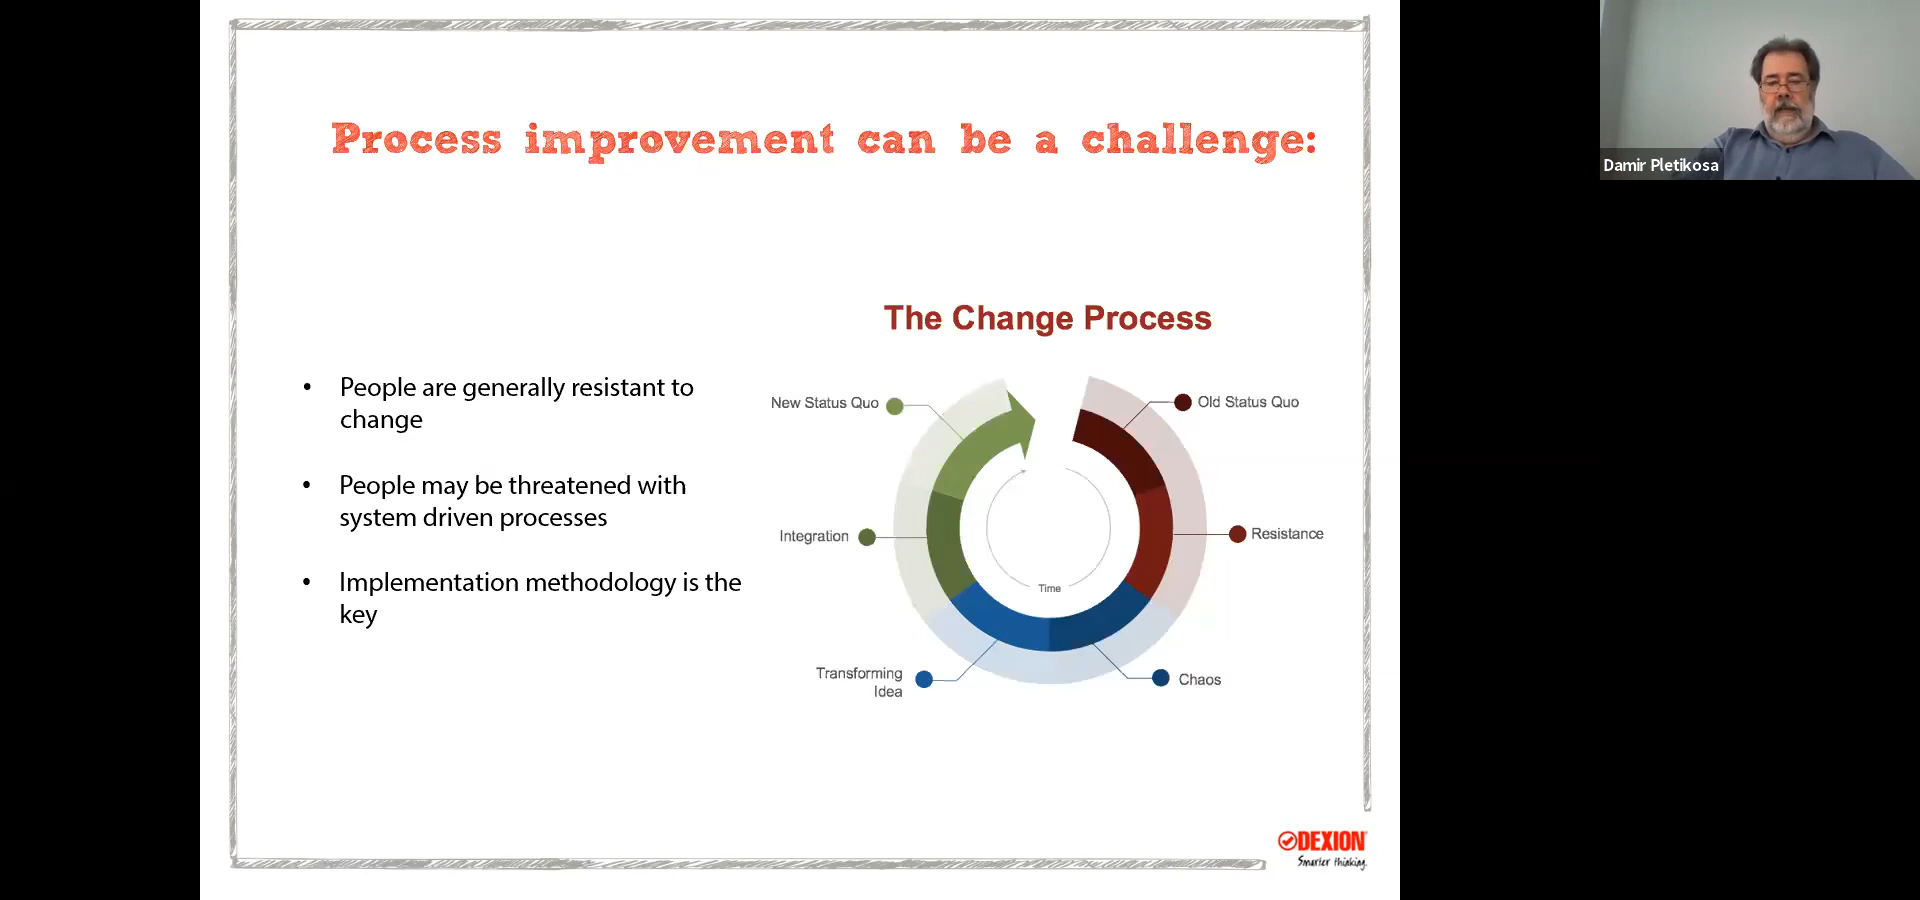 Process improvement can be a challenge:
The Change Process
• People are generally resistant to
change
• People may be threatened with
system driven processes
• Implementation methodology is the
key
New Status Quo
Old Status Quo
Integration
Resistance
Time
Transforming
Idea
Chaos
DEXION
Smarter thinking.
Damir Pletikosa